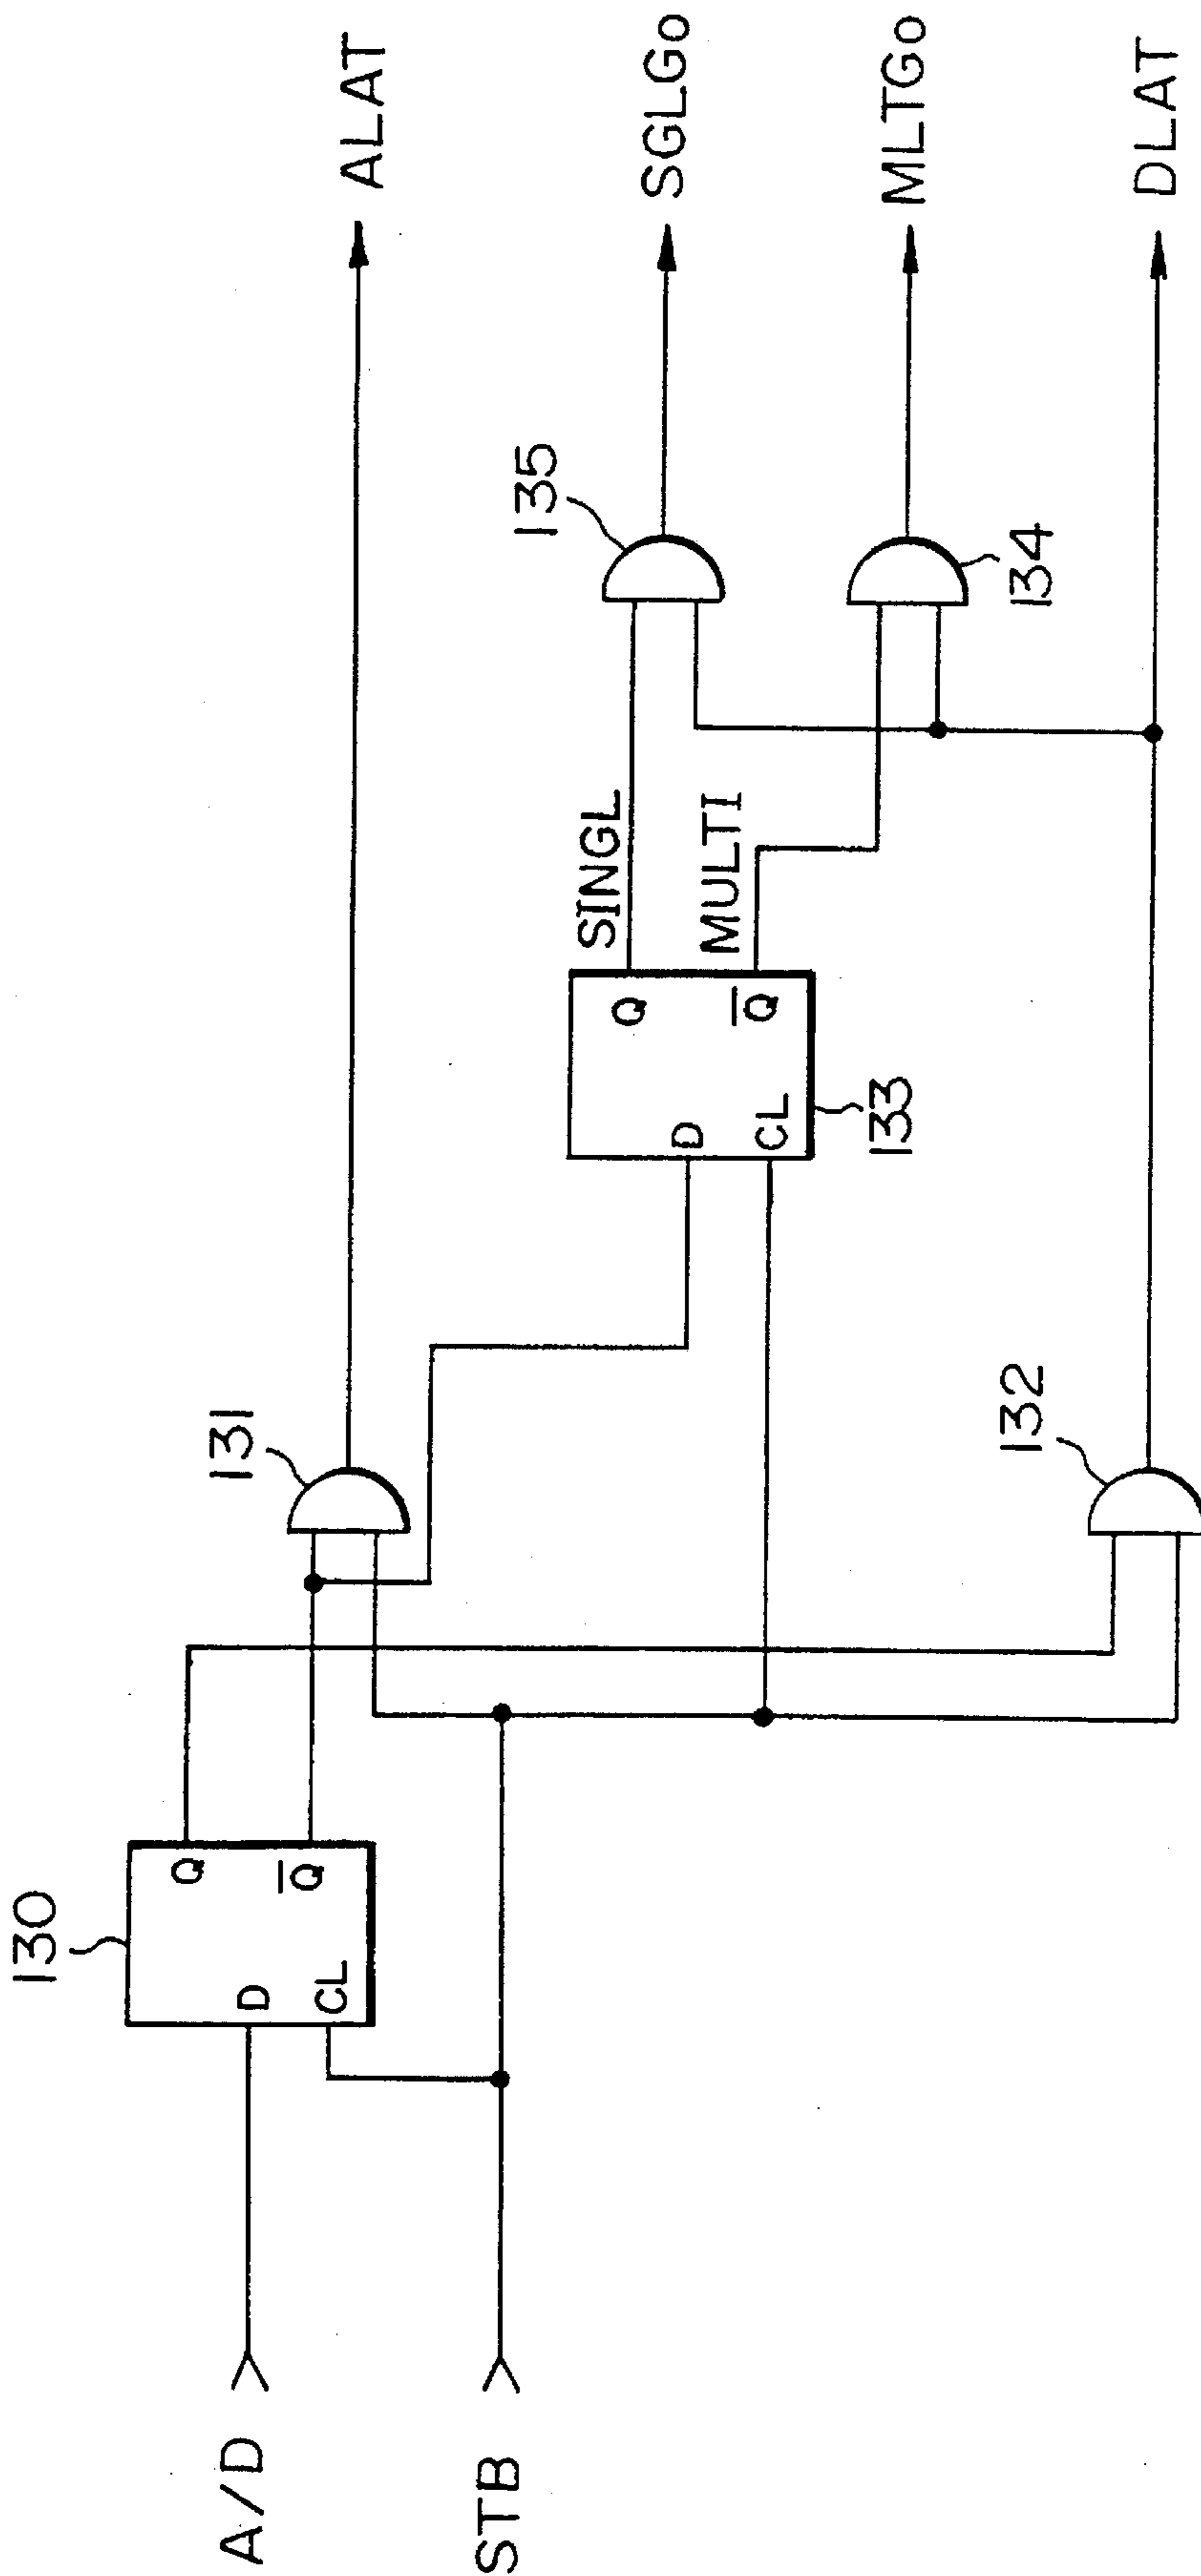 A/D
STB
130
D
CL
Q
Q̅
131
132
D
CL
Q
Q̅
133
SINGL
MULTI
135
134
ALAT
SGLGo
MLTGo
DLAT